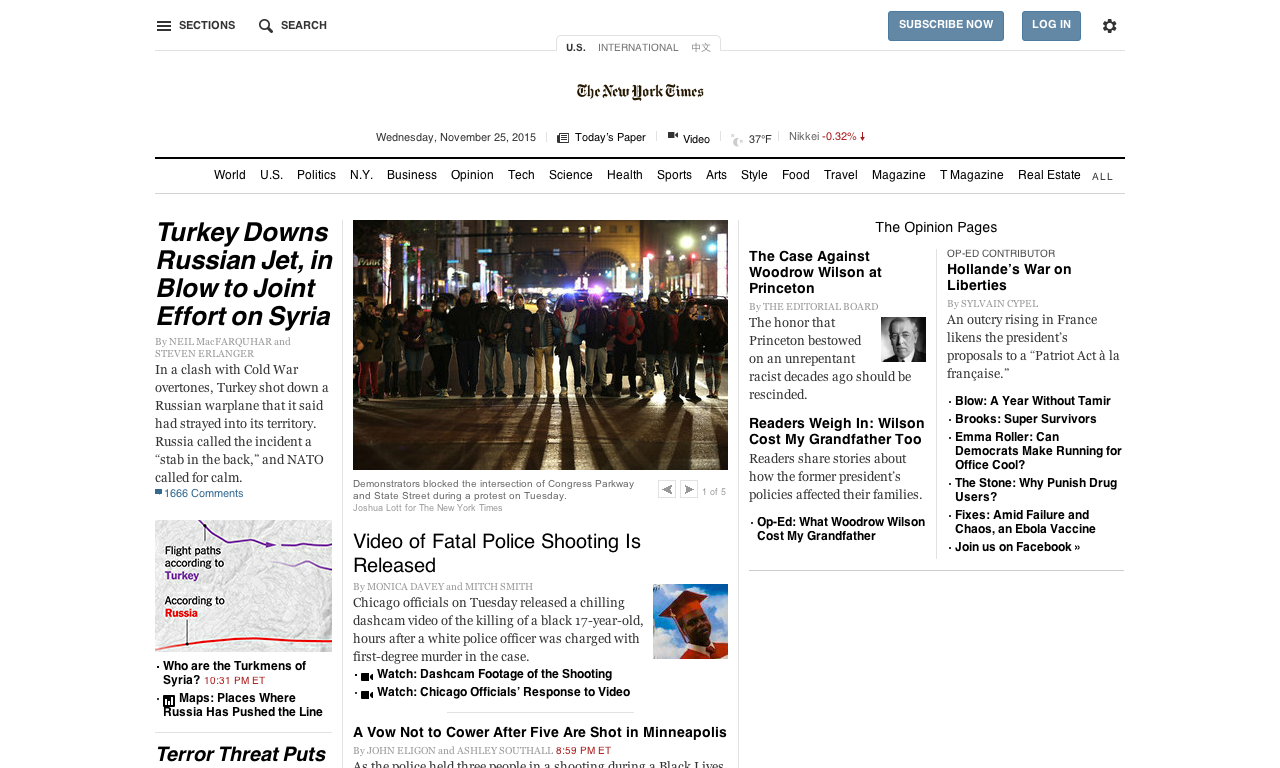 SECTIONS
SEARCH
SUBSCRIBE NOW
LOG IN
U.S.
INTERNATIONAL
中文
The New York Times
Wednesday, November 25, 2015
Today's Paper
Video
37°F
Nikkei -0.32%
World
U.S.
Politics
N.Y.
Business
Opinion
Tech
Science
Health
Sports
Arts
Style
Food
Travel
Magazine
T Magazine
Real Estate
ALL
Turkey Downs
Russian Jet, in
Blow to Joint
Effort on Syria
By NEIL MacFARQUHAR and
STEVEN ERLANGER
In a clash with Cold War
overtones, Turkey shot down a
Russian warplane that it said
had strayed into its territory.
Russia called the incident a
“stab in the back,” and NATO
called for calm.
1666 Comments
Flight paths
according to
Turkey
According to
Russia
· Who are the Turkmens of
Syria? 10:31 PM ET
· Maps: Places Where
Russia Has Pushed the Line
Terror Threat Puts
Demonstrators blocked the intersection of Congress Parkway
and State Street during a protest on Tuesday.
Joshua Lott for The New York Times
1 of 5
Video of Fatal Police Shooting Is
Released
By MONICA DAVEY and MITCH SMITH
Chicago officials on Tuesday released a chilling
dashcam video of the killing of a black 17-year-old,
hours after a white police officer was charged with
first-degree murder in the case.
· Watch: Dashcam Footage of the Shooting
· Watch: Chicago Officials’ Response to Video
A Vow Not to Cower After Five Are Shot in Minneapolis
By JOHN ELIGON and ASHLEY SOUTHALL 8:59 PM ET
As the police held three people in a shooting during a Black Lives
The Opinion Pages
The Case Against
Woodrow Wilson at
Princeton
By THE EDITORIAL BOARD
The honor that
Princeton bestowed
on an unrepentant
racist decades ago should be
rescinded.
Readers Weigh In: Wilson
Cost My Grandfather Too
Readers share stories about
how the former president’s
policies affected their families.
· Op-Ed: What Woodrow Wilson
Cost My Grandfather
OP-ED CONTRIBUTOR
Hollande’s War on
Liberties
By SYLVAIN CYPEL
An outcry rising in France
likens the president’s
proposals to a “Patriot Act à la
française.”
· Blow: A Year Without Tamir
· Brooks: Super Survivors
· Emma Roller: Can
Democrats Make Running for
Office Cool?
· The Stone: Why Punish Drug
Users?
· Fixes: Amid Failure and
Chaos, an Ebola Vaccine
· Join us on Facebook »